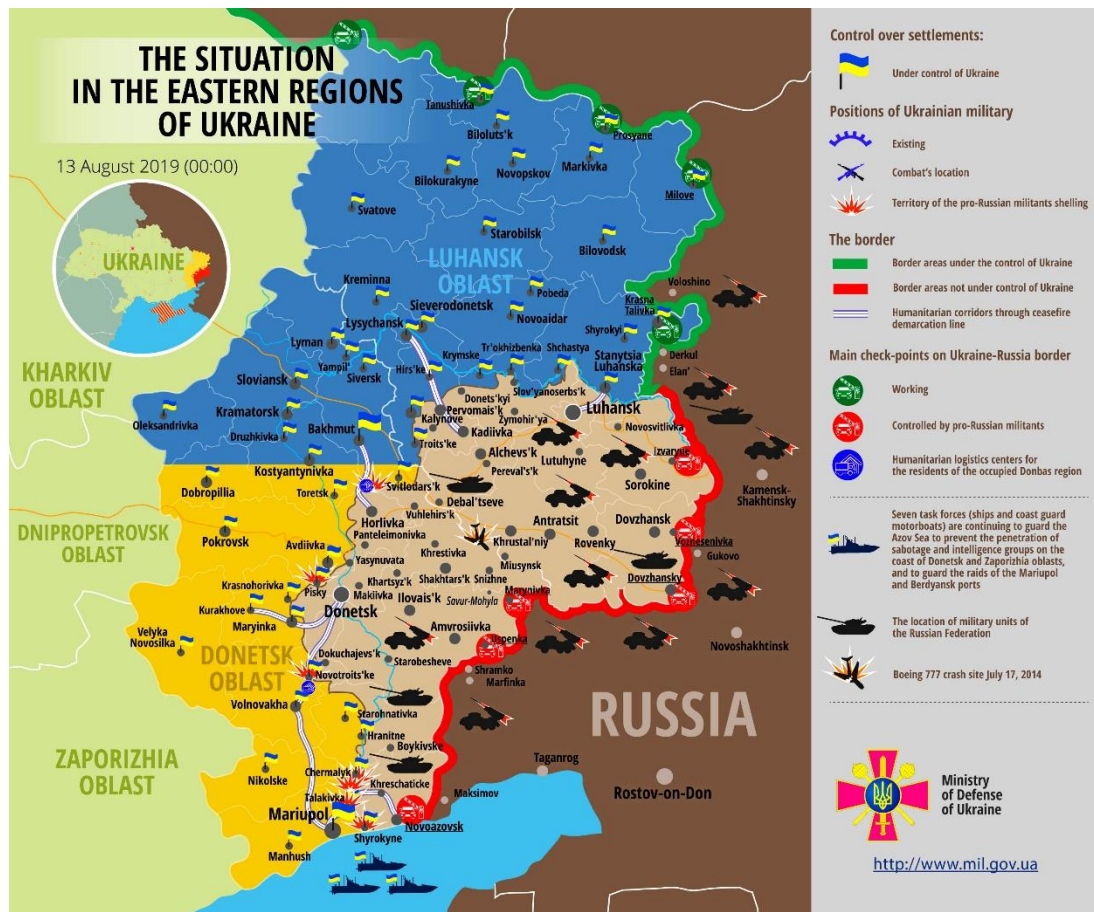 THE SITUATION
IN THE EASTERN REGIONS
OF UKRAINE
13 August 2019 (00:00)
UKRAINE
KHARKIV
OBLAST
DNIPROPETROVSK
OBLAST
ZAPORIZHIA
OBLAST
LUHANSK
OBLAST
DONETSK
OBLAST
RUSSIA
Tanushivka
Biloluts'k
Prosyane
Bilokurakyne
Novopskov
Markivka
Milove
Svatove
Starobilsk
Bilovodsk
Kreminna
Sieverodonetsk
Pobeda
Krasna
Talivka
Voloshino
Lysychansk
Novoaidar
Shyrokyi
Lyman
Krymske
Tr'okhizbenka
Shchastya
Stanytsia
Luhanska
Derkul
Elan'
Yampil'
Siversk
Hirs'ke
Sloviansk
Donets'kyi
Slov'yanoserbs'k
Kramatorsk
Oleksandrivka
Kalynove
Pervomais'k
Zymohir'ya
Luhansk
Druzhkivka
Bakhmut
Troits'ke
Kadiivka
Novosvitlivka
Alchevs'k
Lutuhyne
Izvaryne
Kostyantynivka
Pereval's'k
Dobropillia
Toretsk
Svitlodars'k
Sorokine
Kamensk-
Shakhtinsky
Debal'tseve
Vuhlehirs'k
Horlivka
Antratsit
Dovzhansk
Pokrovsk
Panteleimonivka
Khrustal'niy
Rovenky
Voznesenivka
Avdiivka
Khrestivka
Gukovo
Yasynuvata
Miusynsk
Krasnohorivka
Pisky
Khartsyz'k
Shakhtars'k
Snizhne
Dovzhansky
Makiivka
Marynivka
Kurakhove
Donetsk
Ilovais'k
Savur-Mohyla
Maryinka
Amvrosiivka
Velyka
Novosilka
Uspenka
Novoshakhtinsk
Dokuchajevs'k
Starobesheve
Novotroits'ke
Shramko
Marfinka
Volnovakha
Starohnativka
Hranitne
Boykivske
Nikolske
Chermalyk
Taganrog
Talakivka
Khreschaticke
Rostov-on-Don
Maksimov
Mariupol
Novoazovsk
Shyrokyne
Manhush
Control over settlements:
Under control of Ukraine
Positions of Ukrainian military
Existing
Combat's location
Territory of the pro-Russian militants shelling
The border
Border areas under the control of Ukraine
Border areas not under control of Ukraine
Humanitarian corridors through ceasefire
demarcation line
Main check-points on Ukraine-Russia border
Working
Controlled by pro-Russian militants
Humanitarian logistics centers for
the residents of the occupied Donbas region
Seven task forces (ships and coast guard
motorboats) are continuing to guard the
Azov Sea to prevent the penetration of
sabotage and intelligence groups on the
coast of Donetsk and Zaporizhia oblasts,
and to guard the raids of the Mariupol
and Berdyansk ports
The location of military units of
the Russian Federation
Boeing 777 crash site July 17, 2014
Ministry
of Defense
of Ukraine
http://www.mil.gov.ua